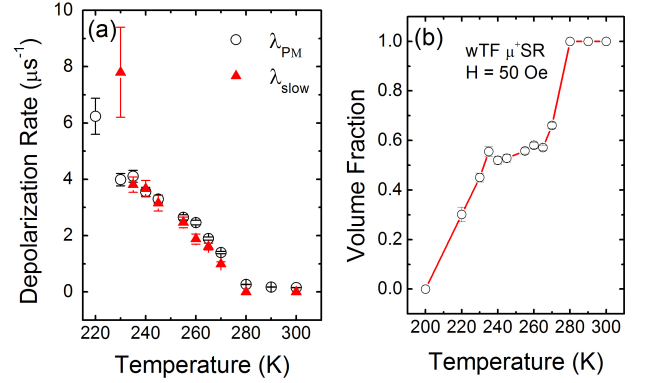 (a)
λPM
λslow
Depolarization Rate (μs⁻¹)
10
8
6
4
2
0
220 240 260 280 300
Temperature (K)
(b)
wTF μ⁺SR
H = 50 Oe
Volume Fraction
1.0
0.8
0.6
0.4
0.2
0.0
200 220 240 260 280 300
Temperature (K)